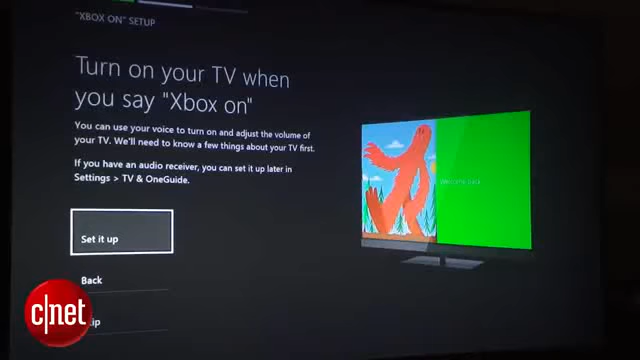 "XBOX ON" SETUP
Turn on your TV when
you say "Xbox on"
You can use your voice to turn on and adjust the volume of
your TV. We'll need to know a few things about your TV first.
If you have an audio receiver, you can set it up later in
Settings > TV & OneGuide.
Welcome back
Set it up
Back
c|net